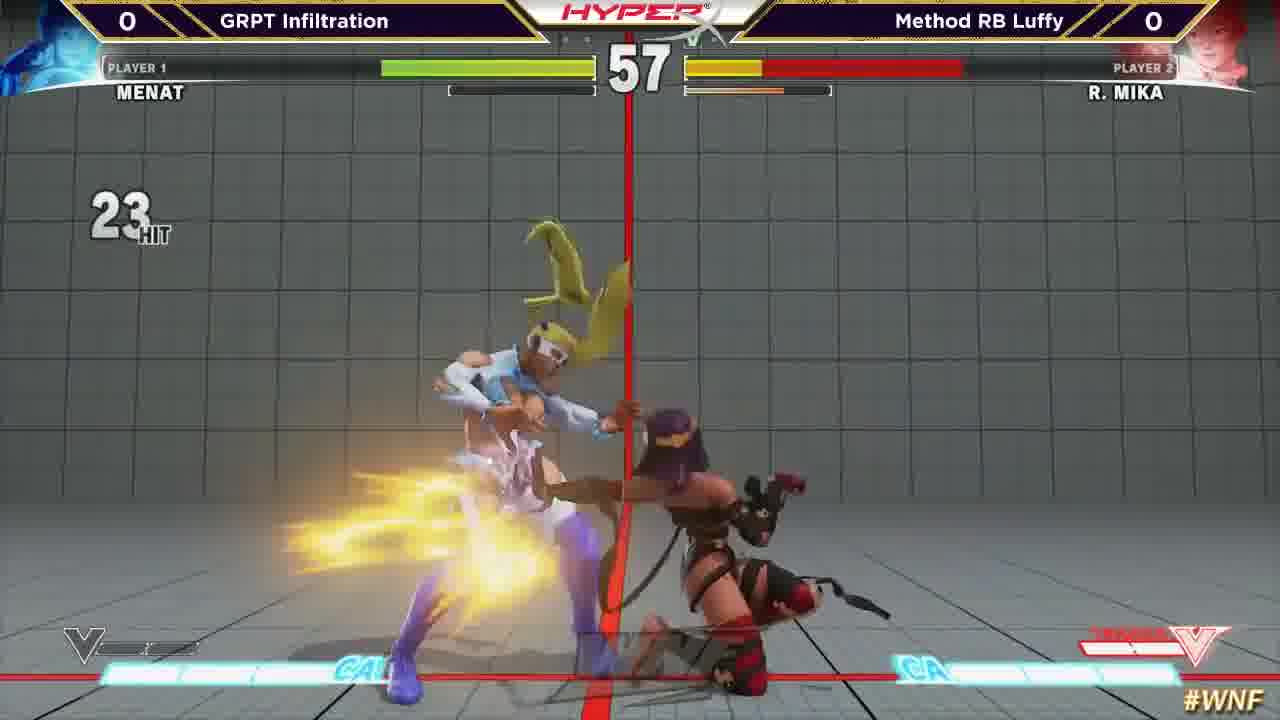 0
GRPT Infiltration
HYPERX
Method RB Luffy
0
PLAYER 1
57
PLAYER 2
MENAT
R. MIKA
23 HIT
V
CA
CA
V
#WNF